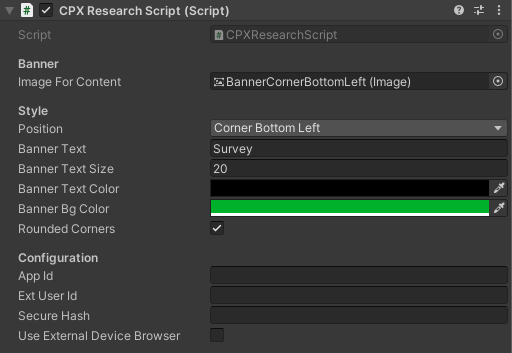 CPX Research Script (Script)
Script CPXResearchScript
Banner
Image For Content BannerCornerBottomLeft (Image)
Style
Position Corner Bottom Left
Banner Text Survey
Banner Text Size 20
Banner Text Color
Banner Bg Color
Rounded Corners
Configuration
App Id
Ext User Id
Secure Hash
Use External Device Browser